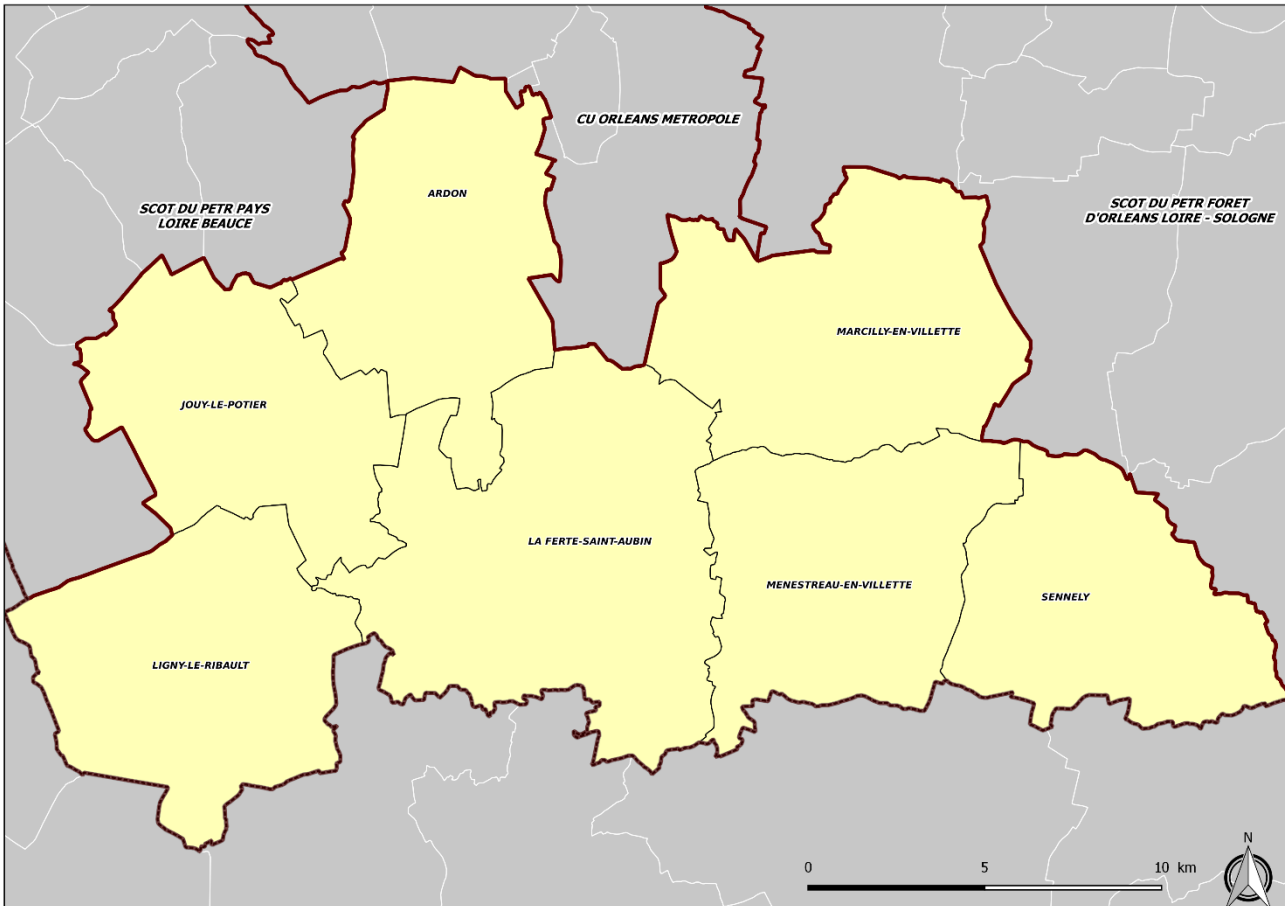 CU ORLEANS METROPOLE
ARDON
SCOT DU PETR PAYS
LOIRE BEAUCE
SCOT DU PETR FORET
D'ORLEANS LOIRE - SOLOGNE
MARCILLY-EN-VILLETTE
JOUY-LE-POTIER
LA FERTE-SAINT-AUBIN
MENESTREAU-EN-VILLETTE
SENNELY
LIGNY-LE-RIBAULT
N
0 5 10 km